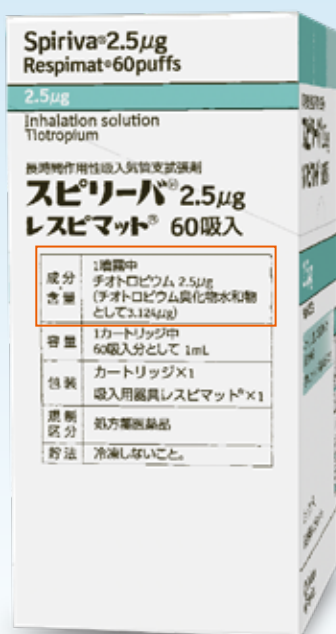 Spiriva®2.5μg
Respimat®60puffs
2.5μg
Inhalation solution
Tiotropium
長時間作用性吸入気管支拡張剤
スピリーバ®2.5μg
レスピマット® 60吸入
成分・含量 1噴霧中
チオトロピウム 2.5μg
(チオトロピウム臭化物水和物
として3.124μg)
容量 1カートリッジ中
60吸入分として 1mL
包装 カートリッジ×1
吸入用器具レスピマット®×1
規制区分 処方箋医薬品
貯法 冷凍しないこと。